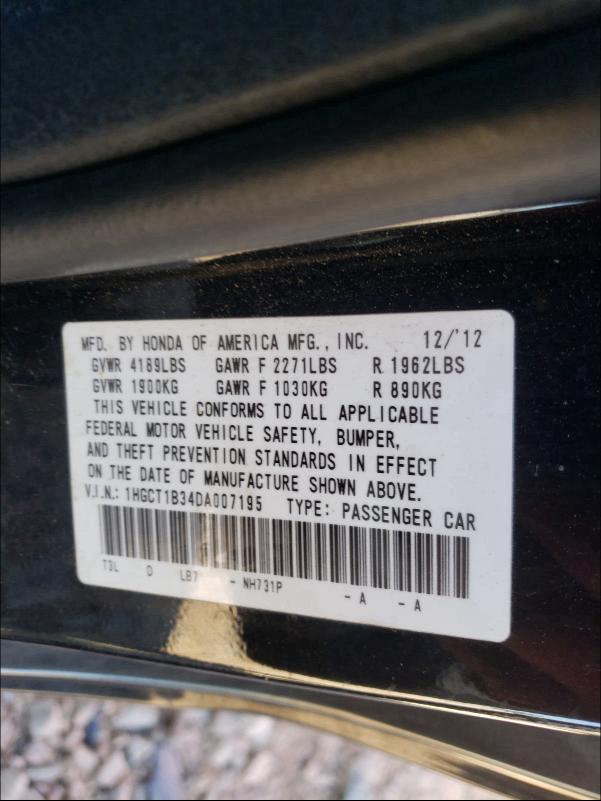 MFD. BY HONDA OF AMERICA MFG., INC. 12/'12
GVWR 4189LBS GAWR F 2271LBS R 1962LBS
GVWR 1900KG GAWR F 1030KG R 890KG
THIS VEHICLE CONFORMS TO ALL APPLICABLE
FEDERAL MOTOR VEHICLE SAFETY, BUMPER,
AND THEFT PREVENTION STANDARDS IN EFFECT
ON THE DATE OF MANUFACTURE SHOWN ABOVE.
V.I.N.: 1HGCT1B34DA007195 TYPE: PASSENGER CAR
T3L D LB7 - NH731P - A - A